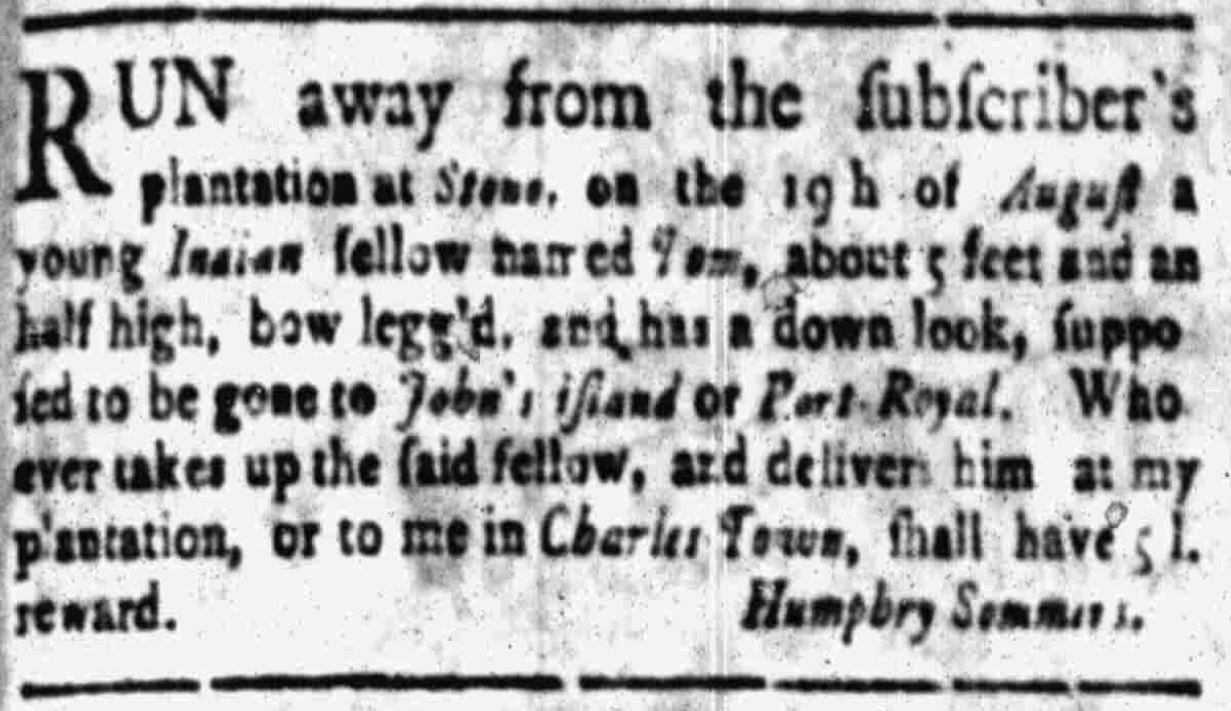 RUN away from the ſubſcriber's
plantation at Stono, on the 19 h of Auguſt a
young Indian fellow named Tom, about 5 feet and an
half high, bow legg'd, and has a down look, ſuppo
ſed to be gone to John's iſland or Port-Royal. Who
ever takes up the ſaid fellow, and delivers him at my
plantation, or to me in Charles Town, ſhall have 5 l.
reward. Humphry Sommers.